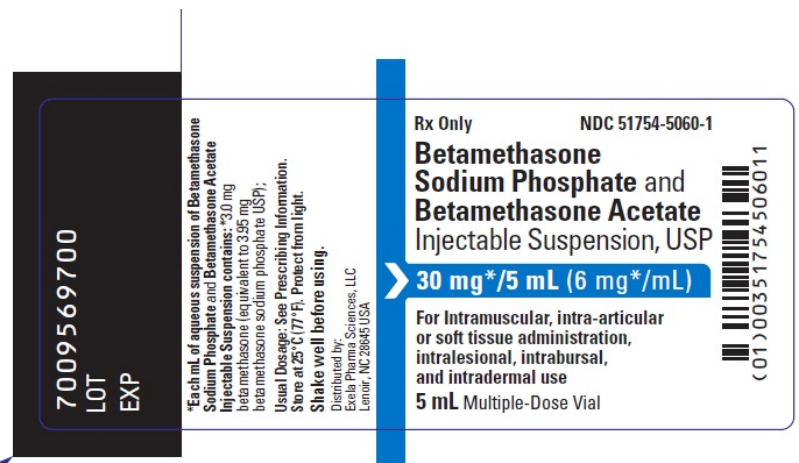 7009569700
LOT
EXP
*Each mL of aqueous suspension of Betamethasone
Sodium Phosphate and Betamethasone Acetate
Injectable Suspension contains: *3.0 mg
betamethasone (equivalent to 3.95 mg
betamethasone sodium phosphate USP);
Usual Dosage: See Prescribing Information.
Store at 25°C (77°F). Protect from light.
Shake well before using.
Distributed by:
Exela Pharma Sciences, LLC
Lenoir, NC 28645 USA
Rx Only NDC 51754-5060-1
Betamethasone
Sodium Phosphate and
Betamethasone Acetate
Injectable Suspension, USP
30 mg*/5 mL (6 mg*/mL)
For Intramuscular, intra-articular
or soft tissue administration,
intralesional, intrabursal,
and intradermal use
5 mL Multiple-Dose Vial
(01)00351754506011